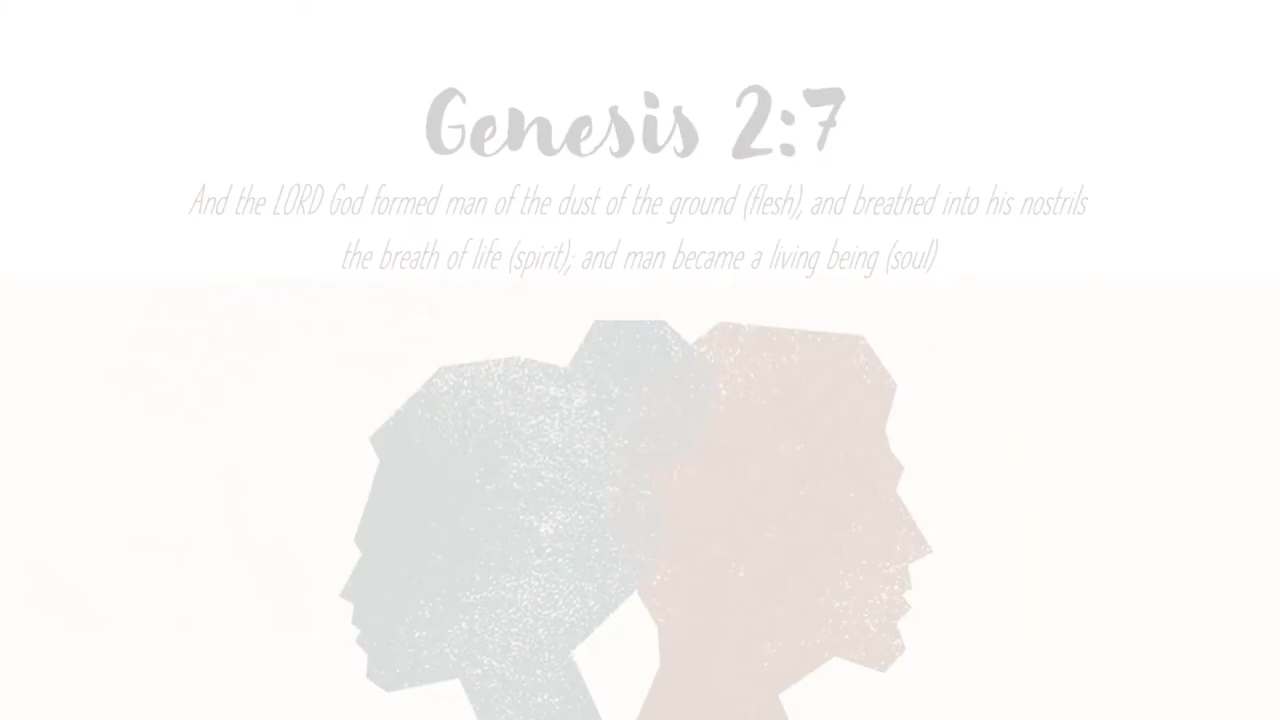 Genesis 2:7
And the LORD God formed man of the dust of the ground (flesh), and breathed into his nostrils
the breath of life (spirit); and man became a living being (soul)